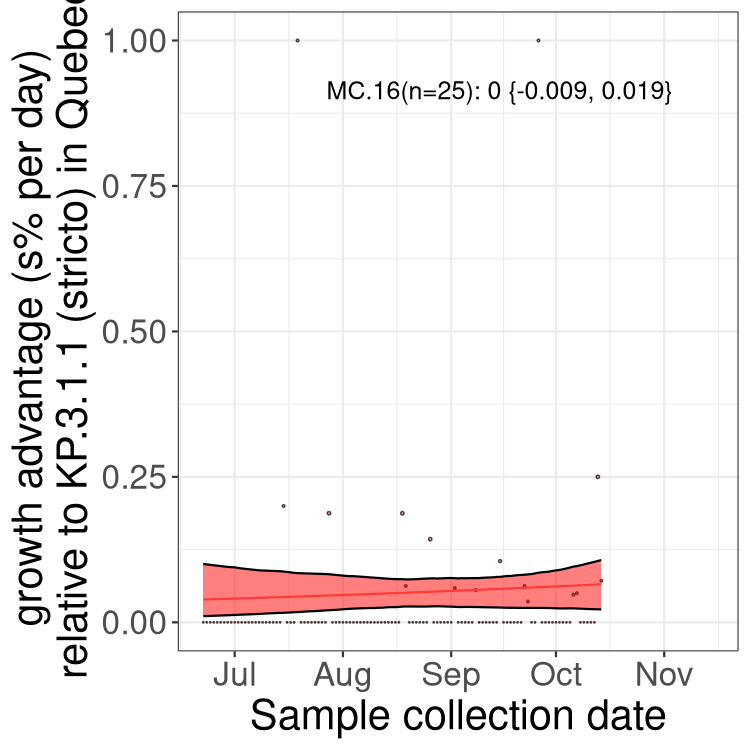 growth advantage (s% per day)
relative to KP.3.1.1 (stricto) in Quebec
1.00
0.75
0.50
0.25
0.00
MC.16(n=25): 0 {-0.009, 0.019}
Jul Aug Sep Oct Nov
Sample collection date